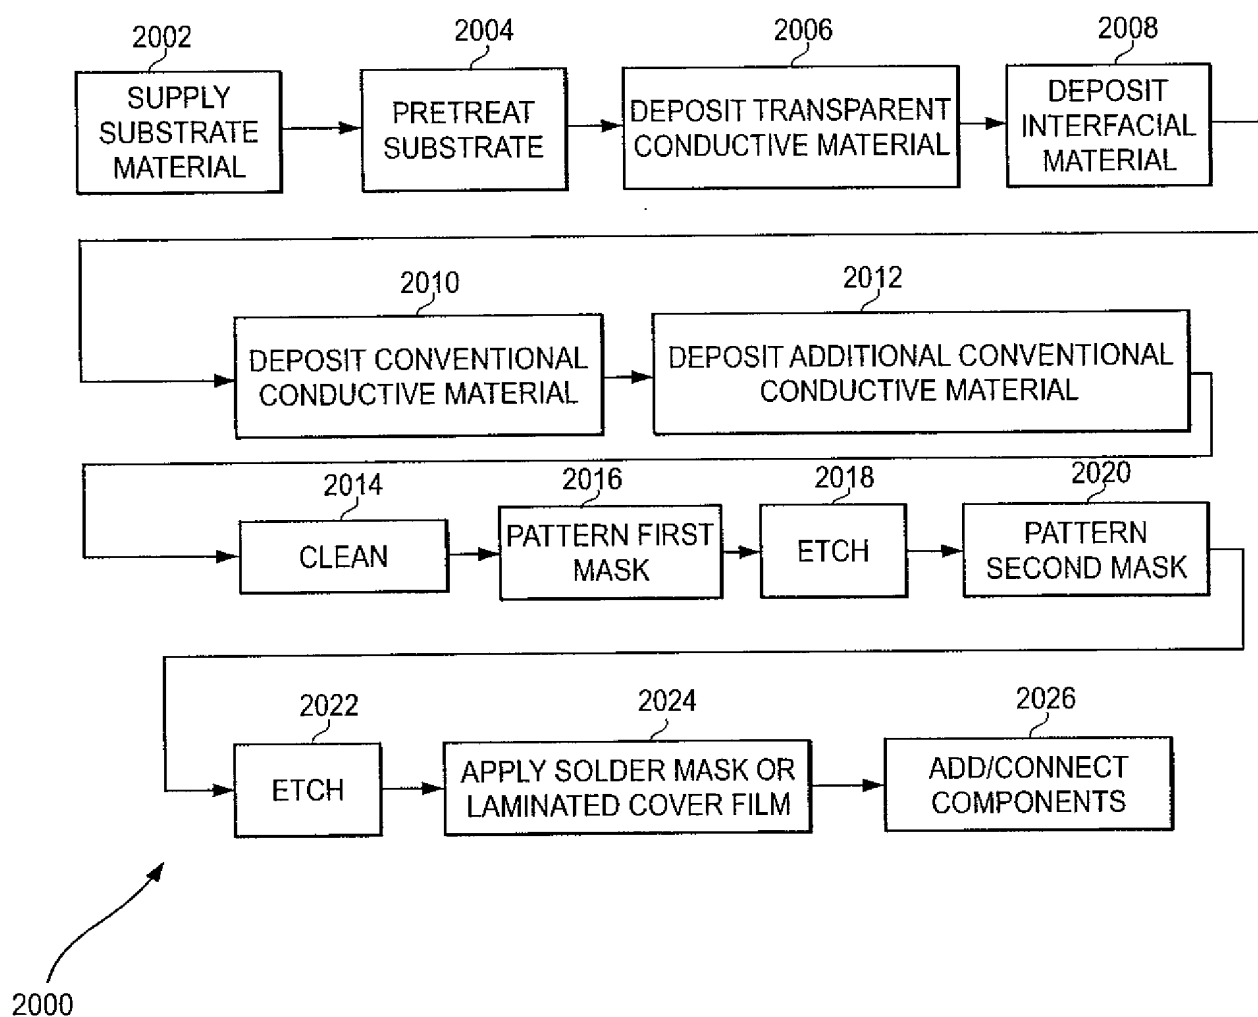 2002
2004
2006
2008
SUPPLY
SUBSTRATE
MATERIAL
PRETREAT
SUBSTRATE
DEPOSIT TRANSPARENT
CONDUCTIVE MATERIAL
DEPOSIT
INTERFACIAL
MATERIAL
2010
2012
DEPOSIT CONVENTIONAL
CONDUCTIVE MATERIAL
DEPOSIT ADDITIONAL CONVENTIONAL
CONDUCTIVE MATERIAL
2014
2016
2018
2020
CLEAN
PATTERN FIRST
MASK
ETCH
PATTERN
SECOND MASK
2022
2024
2026
ETCH
APPLY SOLDER MASK OR
LAMINATED COVER FILM
ADD/CONNECT
COMPONENTS
2000